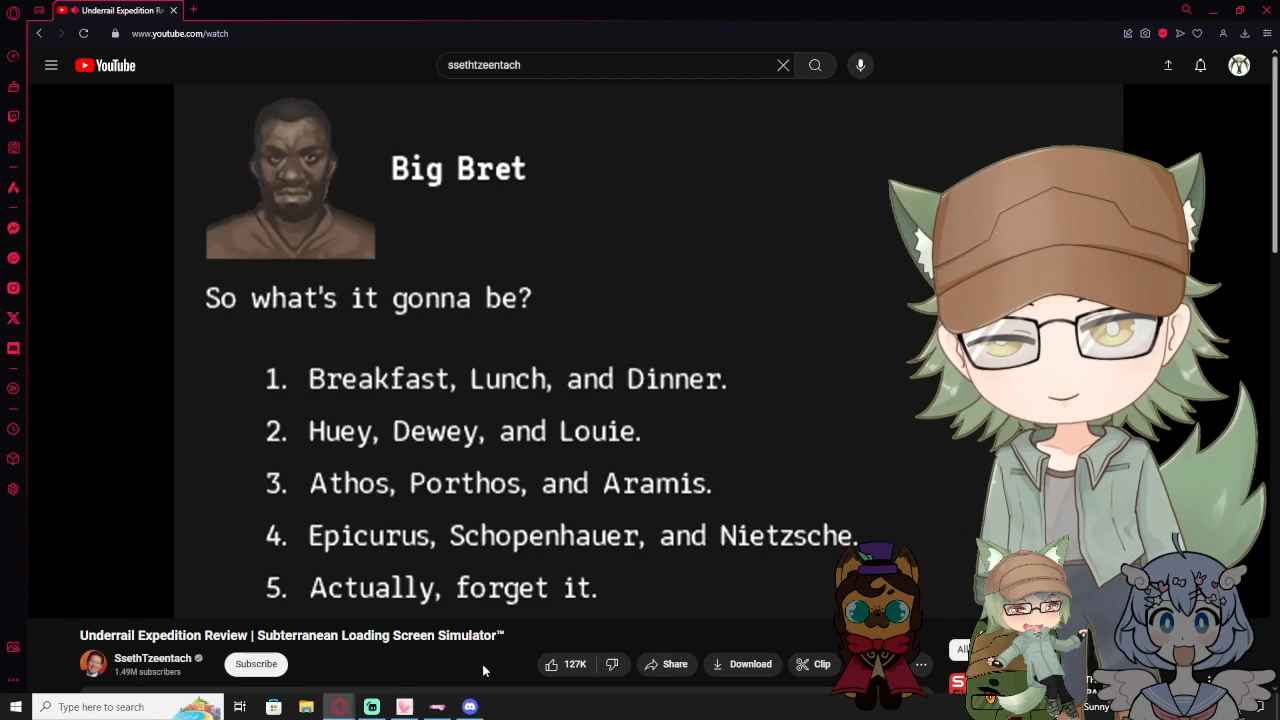 Underrail Expedition Re
www.youtube.com/watch
YouTube
ssethtzeentach
Big Bret
So what's it gonna be?
1. Breakfast, Lunch, and Dinner.
2. Huey, Dewey, and Louie.
3. Athos, Porthos, and Aramis.
4. Epicurus, Schopenhauer, and Nietzsche.
5. Actually, forget it.
Underrail Expedition Review | Subterranean Loading Screen Simulator™
SsethTzeentach
1.49M subscribers
Subscribe
127K
Share
Download
Clip
Type here to search
Sunny